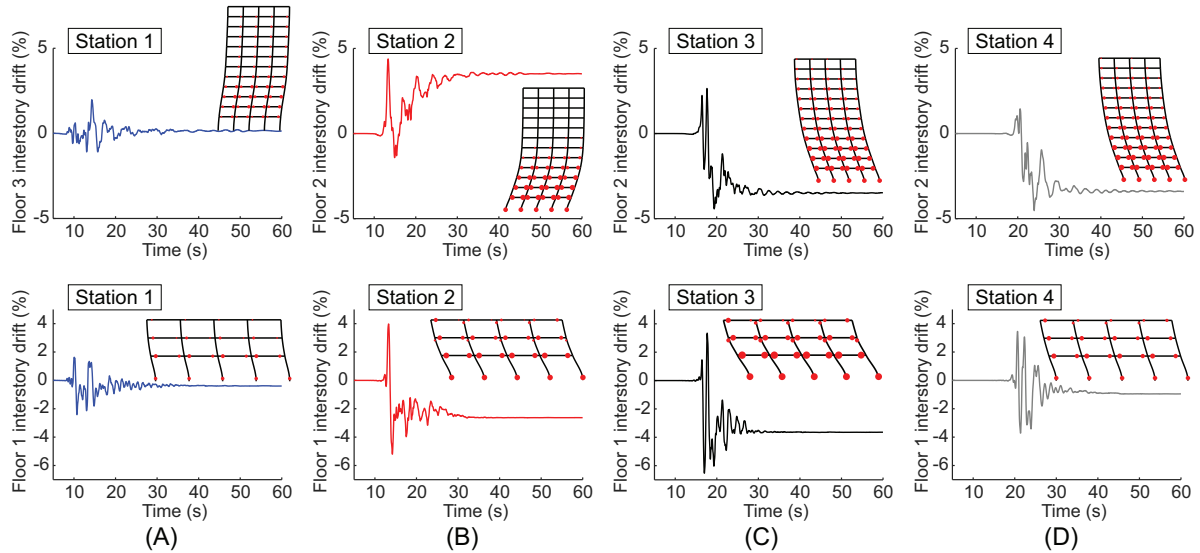 Station 1
Floor 3 interstory drift (%)
5
0
-5
10 20 30 40 50 60
Time (s)
Station 2
Floor 2 interstory drift (%)
5
0
-5
10 20 30 40 50 60
Time (s)
Station 3
Floor 2 interstory drift (%)
5
0
-5
10 20 30 40 50 60
Time (s)
Station 4
Floor 2 interstory drift (%)
5
0
-5
10 20 30 40 50 60
Time (s)
Station 1
Floor 1 interstory drift (%)
4
2
0
-2
-4
-6
10 20 30 40 50 60
Time (s)
(A)
Station 2
Floor 1 interstory drift (%)
4
2
0
-2
-4
-6
10 20 30 40 50 60
Time (s)
(B)
Station 3
Floor 1 interstory drift (%)
4
2
0
-2
-4
-6
10 20 30 40 50 60
Time (s)
(C)
Station 4
Floor 1 interstory drift (%)
4
2
0
-2
-4
-6
10 20 30 40 50 60
Time (s)
(D)